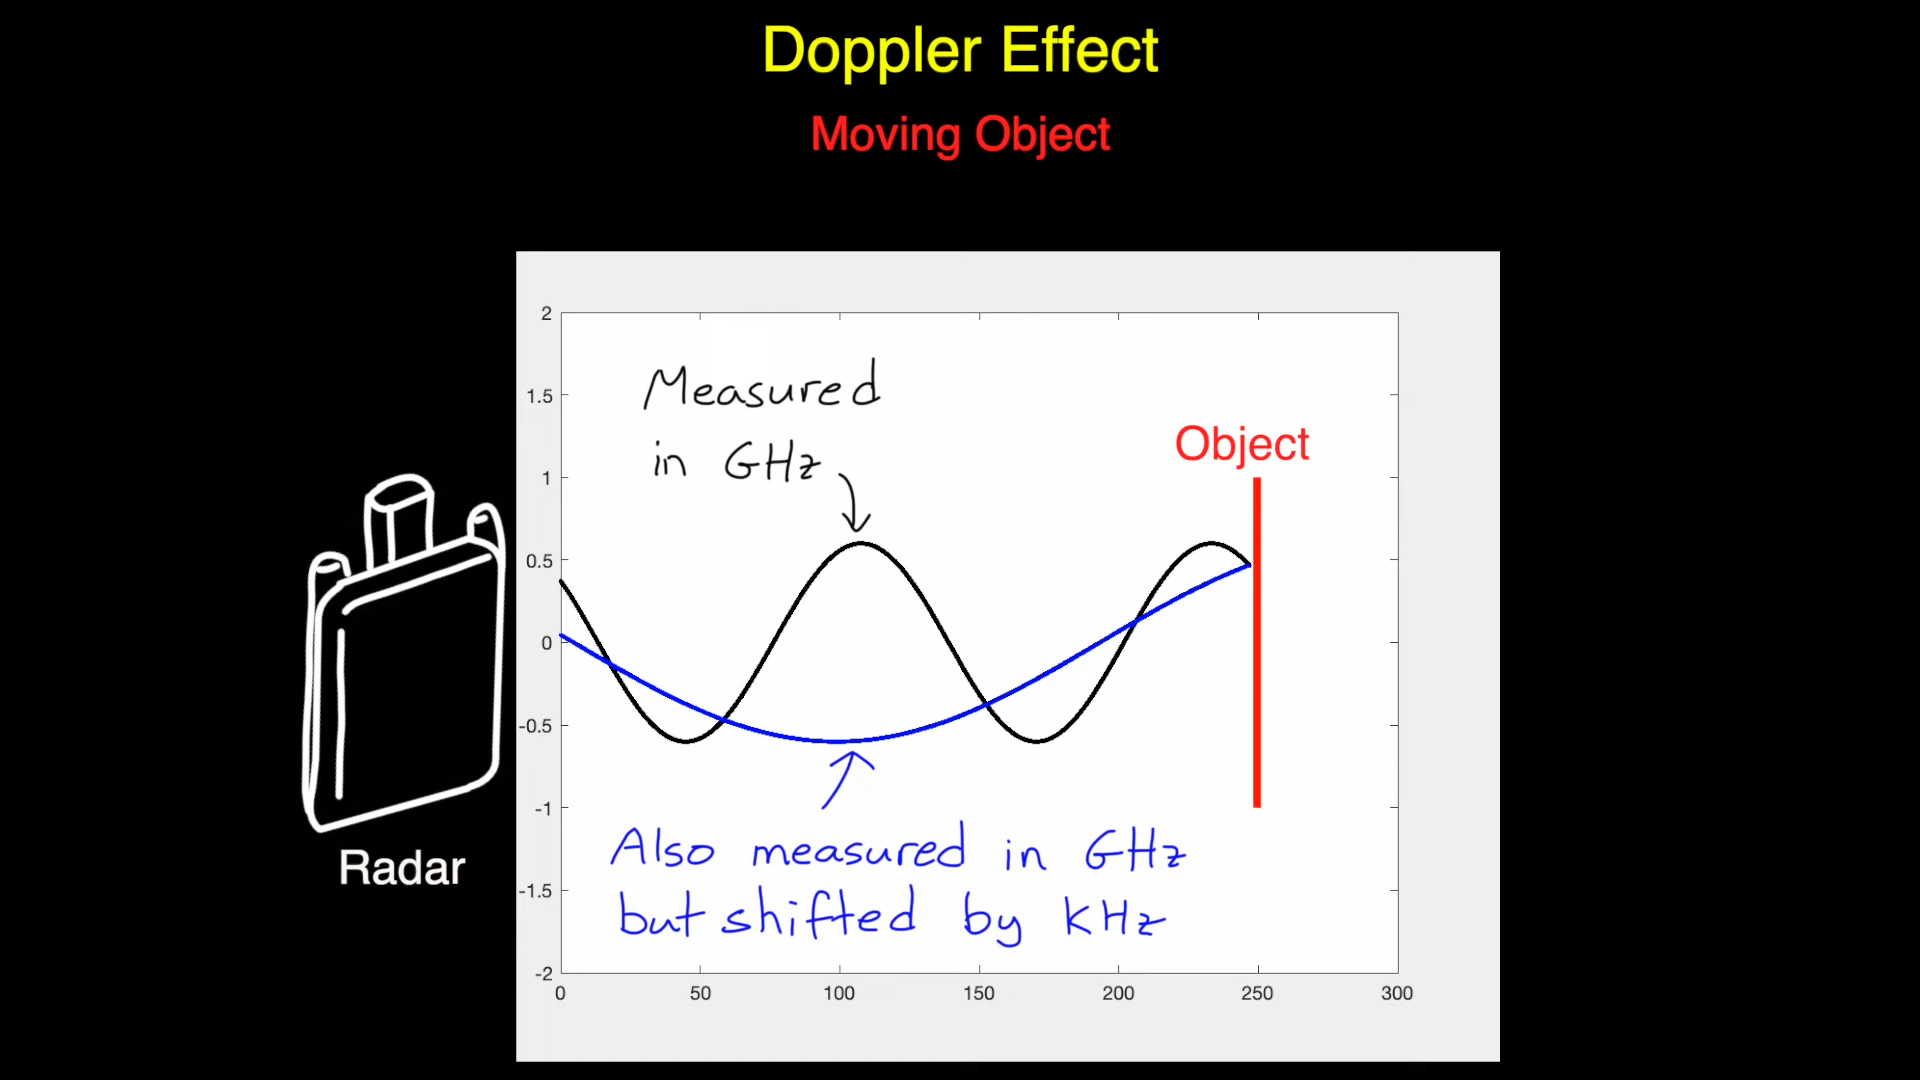 Doppler Effect
Moving Object
2
1.5
1
0.5
0
-0.5
-1
-1.5
-2
Measured
in GHz
Object
Radar
Also measured in GHz
but shifted by kHz
0 50 100 150 200 250 300